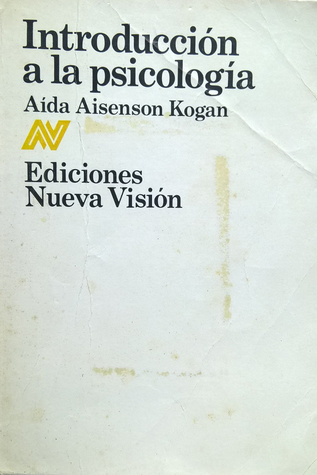 Introducción
a la psicología
Aída Aisenson Kogan
Ediciones
Nueva Visión